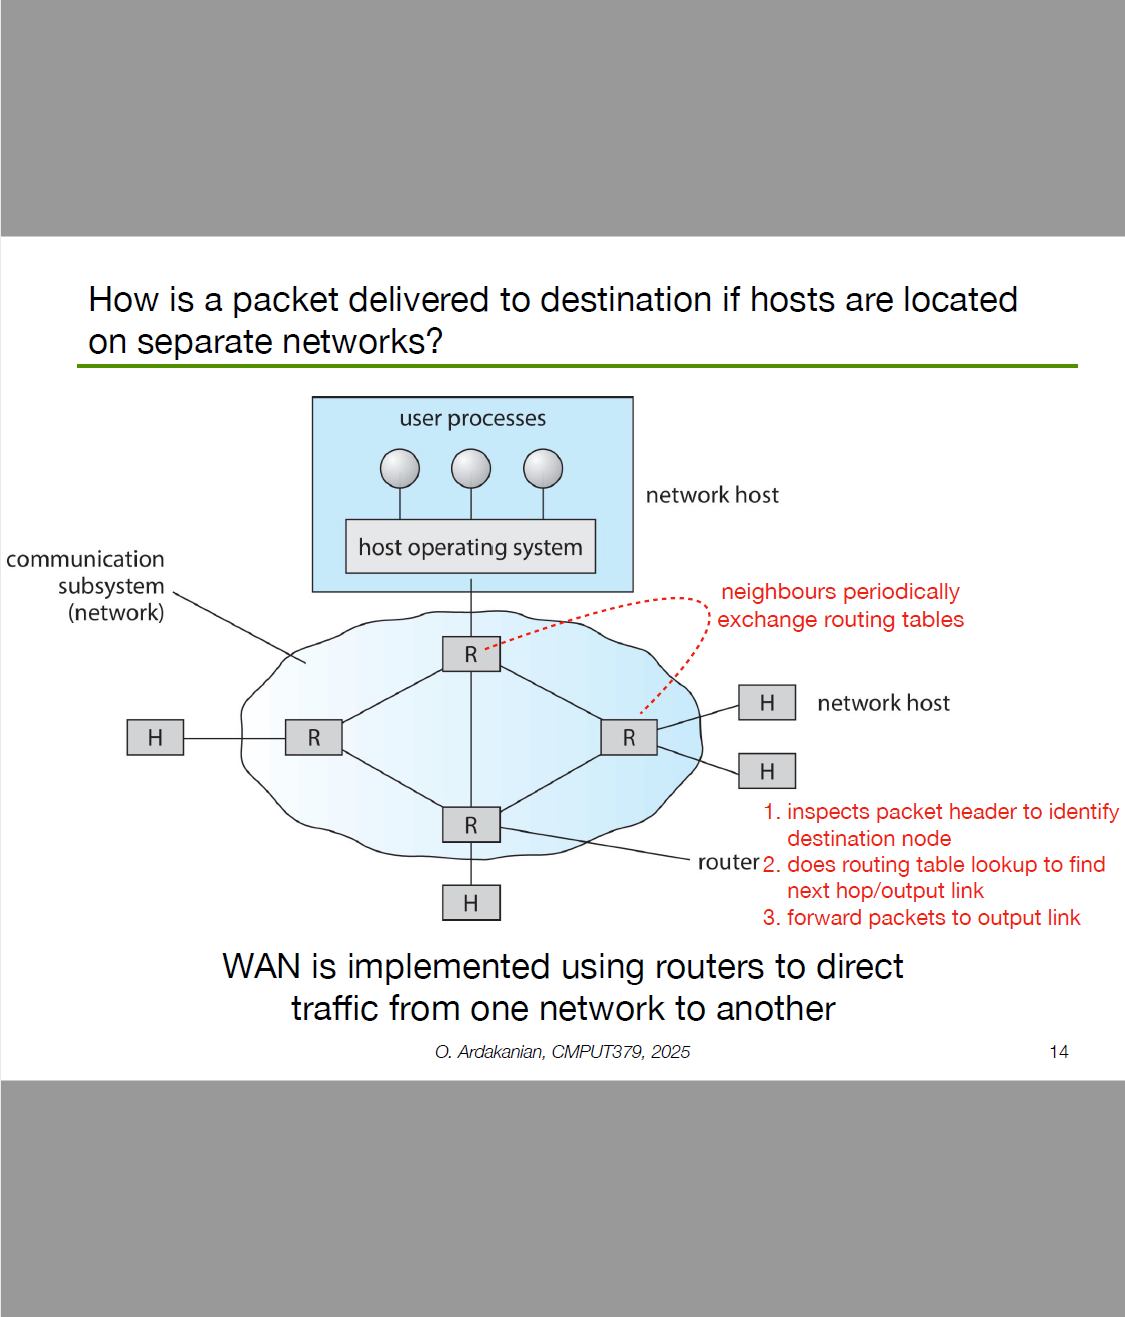 How is a packet delivered to destination if hosts are located
on separate networks?
user processes
network host
host operating system
communication
subsystem
(network)
neighbours periodically
exchange routing tables
R
H
network host
H
R
R
H
1. inspects packet header to identify
destination node
R
router
2. does routing table lookup to find
next hop/output link
H
3. forward packets to output link
WAN is implemented using routers to direct
traffic from one network to another
O. Ardakanian, CMPUT379, 2025
14